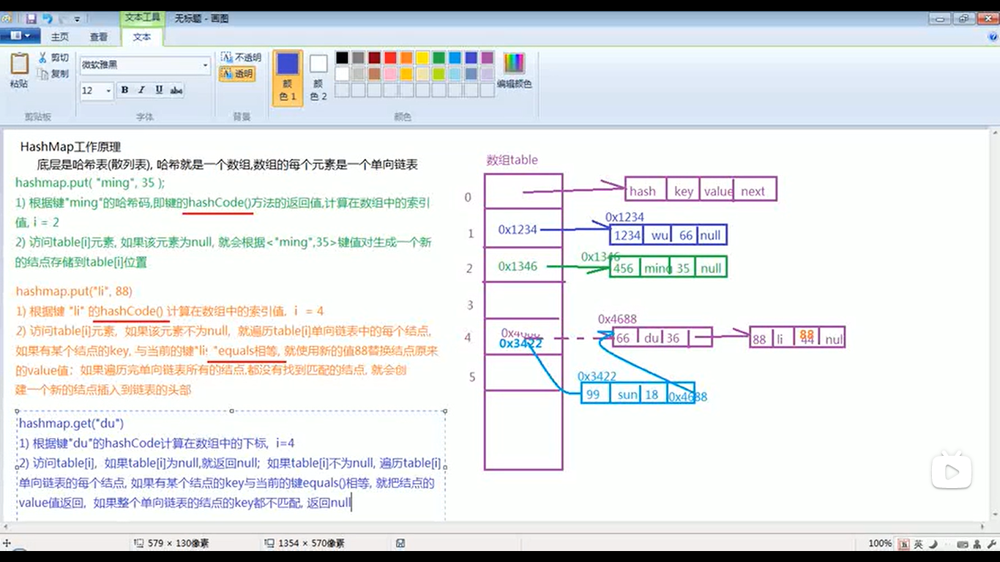 文本工具
无标题 - 画图
主页
查看
文本
粘贴
剪切
复制
剪贴板
微软雅黑
12
B I U abc
字体
不透明
透明
背景
颜色 1
颜色 2
编辑颜色
颜色
HashMap工作原理
底层是哈希表(散列表), 哈希就是一个数组,数组的每个元素是一个单向链表
hashmap.put( "ming", 35 );
1) 根据键"ming"的哈希码,即键的hashCode()方法的返回值,计算在数组中的索引
值, i = 2
2) 访问table[i]元素, 如果该元素为null, 就会根据<"ming",35>键值对生成一个新
的结点存储到table[i]位置
hashmap.put("li", 88)
1) 根据键 "li" 的hashCode() 计算在数组中的索引值, i = 4
2) 访问table[i]元素, 如果该元素不为null, 就遍历table[i]单向链表中的每个结点,
如果有某个结点的key, 与当前的键"li "equals相等, 就使用新的值88替换结点原来
的value值; 如果遍历完单向链表所有的结点,都没有找到匹配的结点, 就会创
建一个新的结点插入到链表的头部
hashmap.get("du")
1) 根据键"du"的hashCode计算在数组中的下标, i=4
2) 访问table[i], 如果table[i]为null,就返回null; 如果table[i]不为null, 遍历table[i]
单向链表的每个结点, 如果有某个结点的key与当前的键equals()相等, 就把结点的
value值返回, 如果整个单向链表的结点的key都不匹配, 返回null
数组table
0
hash key value next
1
0x1234
0x1234
1234 wu 66 null
2
0x1346
0x1346
456 ming 35 null
3
4
0x3422
0x4688
66 du 36
88 li 44 nul
88
5
0x3422
99 sun 18 0x4688
579 × 130像素
1354 × 570像素
100%
英